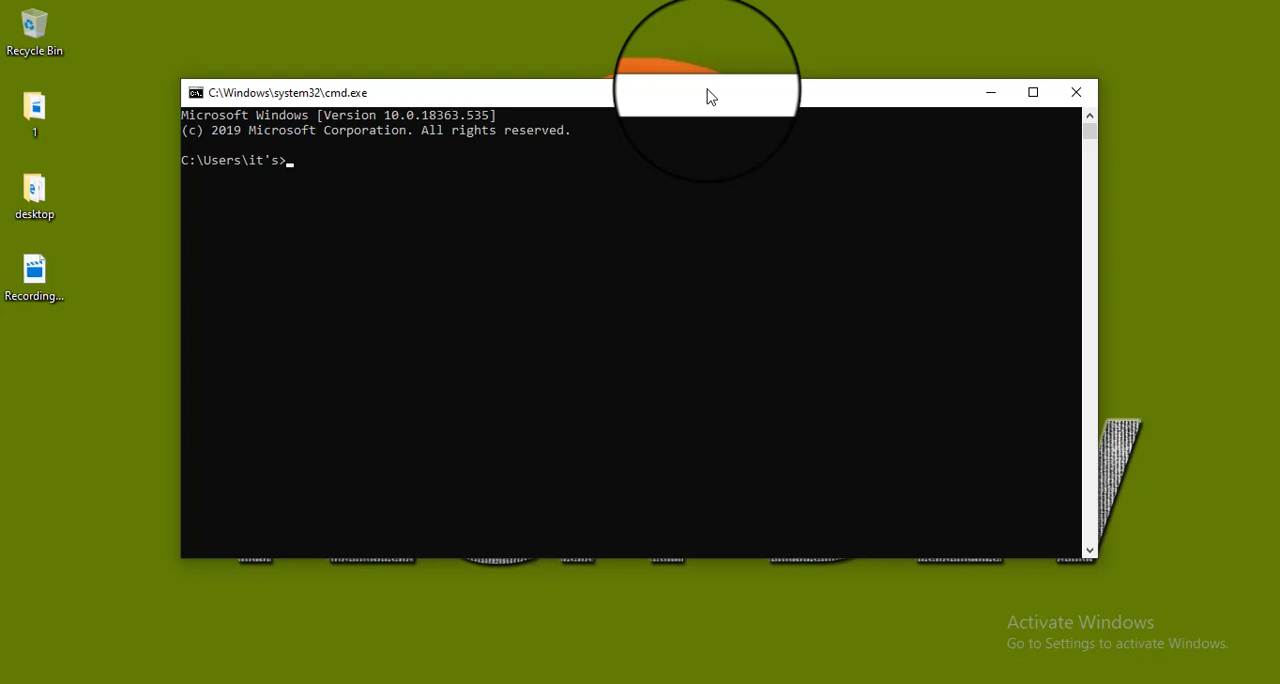 Recycle Bin
1
desktop
Recording...
C:\Windows\system32\cmd.exe
Microsoft Windows [Version 10.0.18363.535]
(c) 2019 Microsoft Corporation. All rights reserved.
C:\Users\it's>
Activate Windows
Go to Settings to activate Windows.